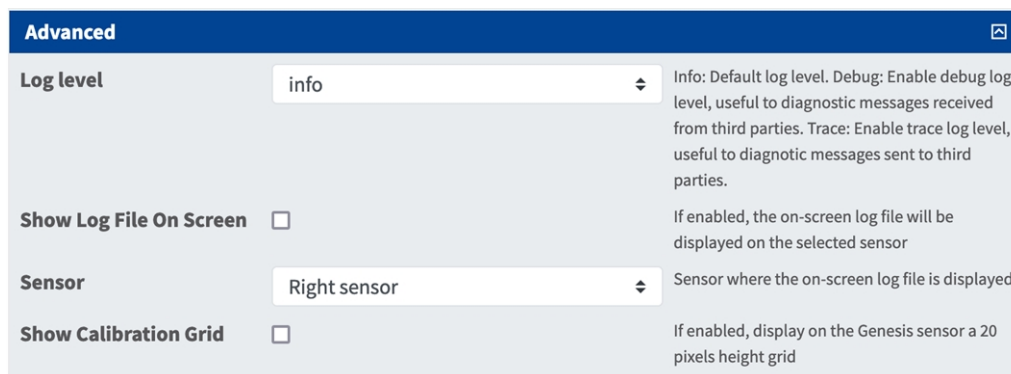 Advanced
Log level
info
Info: Default log level. Debug: Enable debug log
level, useful to diagnostic messages received
from third parties. Trace: Enable trace log level,
useful to diagnotic messages sent to third
parties.
Show Log File On Screen
If enabled, the on-screen log file will be
displayed on the selected sensor
Sensor
Right sensor
Sensor where the on-screen log file is displayed
Show Calibration Grid
If enabled, display on the Genesis sensor a 20
pixels height grid